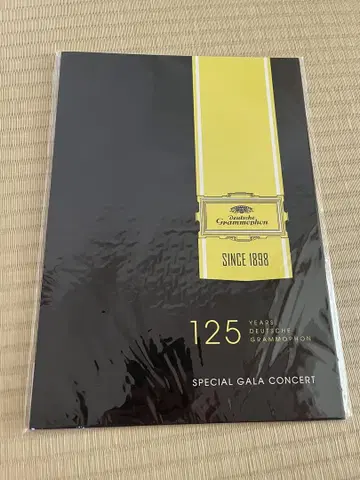 Deutsche
Grammophon
SINCE 1898
125 YEARS:
DEUTSCHE
GRAMMOPHON
SPECIAL GALA CONCERT